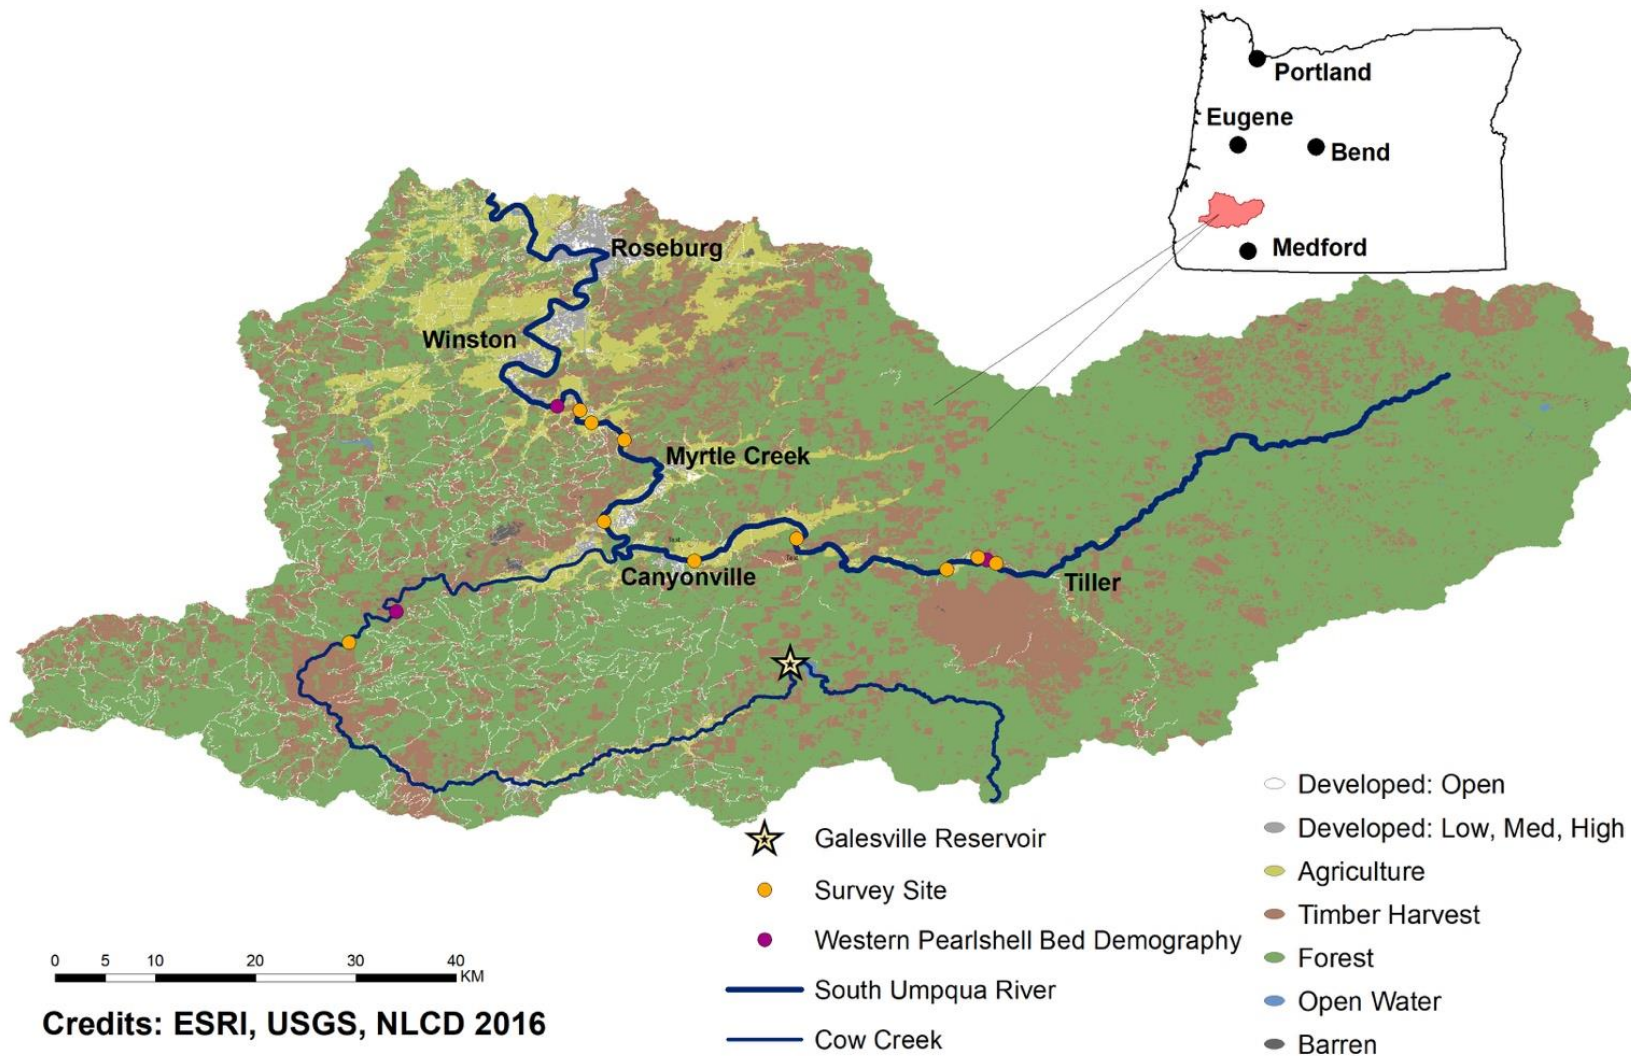 Portland
Eugene
Bend
Medford
Roseburg
Winston
Myrtle Creek
Test
Test
Canyonville
Tiller
Galesville Reservoir
Survey Site
Western Pearlshell Bed Demography
South Umpqua River
Cow Creek
Developed: Open
Developed: Low, Med, High
Agriculture
Timber Harvest
Forest
Open Water
Barren
0 5 10 20 30 40
KM
Credits: ESRI, USGS, NLCD 2016